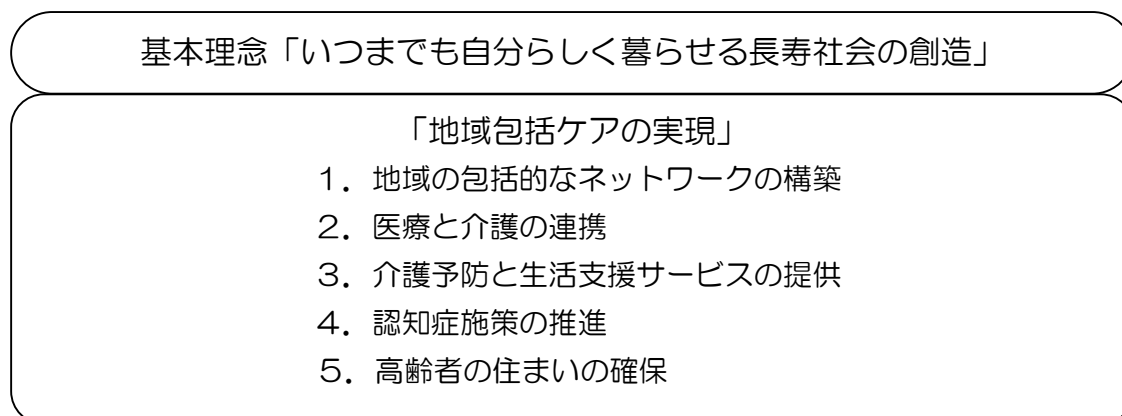 基本理念「いつまでも自分らしく暮らせる長寿社会の創造」
「地域包括ケアの実現」
１．地域の包括的なネットワークの構築
２．医療と介護の連携
３．介護予防と生活支援サービスの提供
４．認知症施策の推進
５．高齢者の住まいの確保